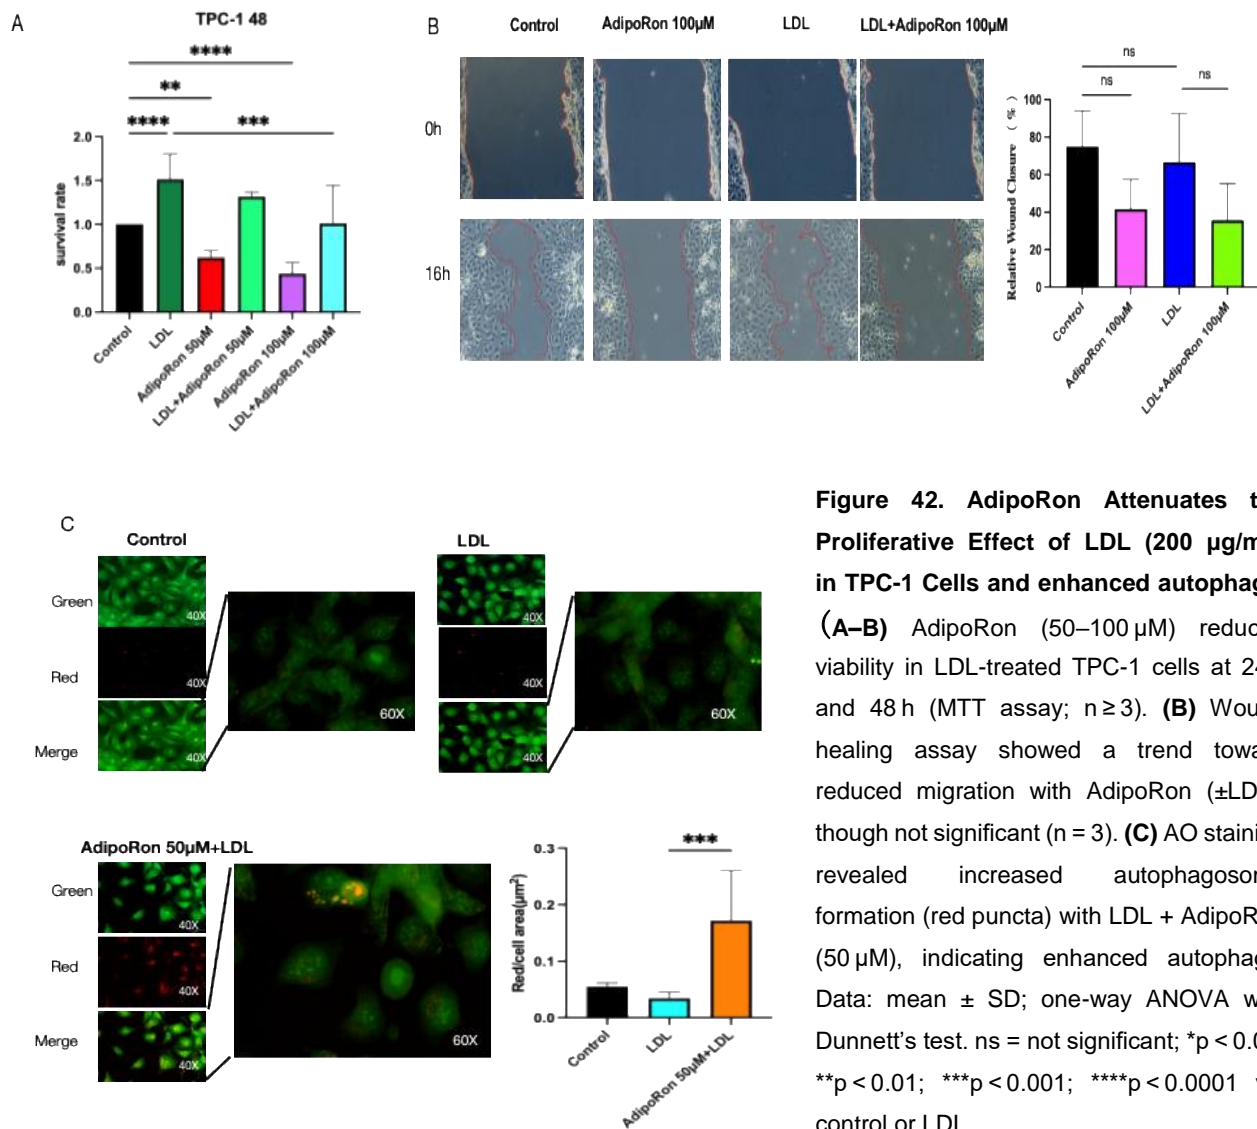 A
TPC-1 48
****
**
****
***
2.0
1.5
1.0
0.5
0.0
survival rate
Control
LDL
AdipoRon 50μM
LDL+AdipoRon 50μM
AdipoRon 100μM
LDL+AdipoRon 100μM
B
Control
AdipoRon 100μM
LDL
LDL+AdipoRon 100μM
0h
16h
ns
ns
ns
100
80
60
40
20
0
Relative Wound Closure ( % )
Control
AdipoRon 100μM
LDL
LDL+AdipoRon 100μM
C
Control
Green
40X
Red
40X
Merge
40X
60X
LDL
40X
40X
40X
60X
AdipoRon 50μM+LDL
Green
40X
Red
40X
Merge
40X
60X
***
0.3
0.2
0.1
0.0
Red/cell area(μm²)
Control
LDL
AdipoRon 50μM+LDL
Figure 42. AdipoRon Attenuates t
Proliferative Effect of LDL (200 μg/m
in TPC-1 Cells and enhanced autophag
(A–B) AdipoRon (50–100 μM) reduc
viability in LDL-treated TPC-1 cells at 24
and 48 h (MTT assay; n ≥ 3). (B) Wou
healing assay showed a trend towa
reduced migration with AdipoRon (±LD
though not significant (n = 3). (C) AO staini
revealed increased autophagoso
formation (red puncta) with LDL + AdipoR
(50 μM), indicating enhanced autophag
Data: mean ± SD; one-way ANOVA w
Dunnett's test. ns = not significant; *p < 0.0
**p < 0.01; ***p < 0.001; ****p < 0.0001
control or LDL